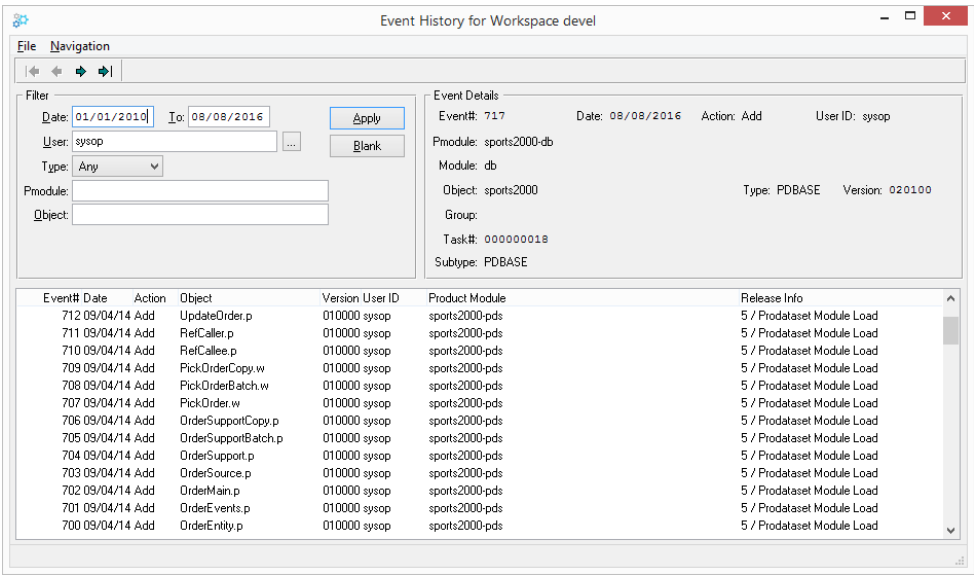 Event History for Workspace devel
File Navigation
Filter
Date: 01/01/2010 To: 08/08/2016 Apply
User: sysop ... Blank
Type: Any
Pmodule:
Object:
Event Details
Event#: 717 Date: 08/08/2016 Action: Add User ID: sysop
Pmodule: sports2000-db
Module: db
Object: sports2000 Type: PDBASE Version: 020100
Group:
Task#: 000000018
Subtype: PDBASE
Event# Date Action Object Version User ID Product Module Release Info
712 09/04/14 Add UpdateOrder.p 010000 sysop sports2000-pds 5 / Prodataset Module Load
711 09/04/14 Add RefCaller.p 010000 sysop sports2000-pds 5 / Prodataset Module Load
710 09/04/14 Add RefCallee.p 010000 sysop sports2000-pds 5 / Prodataset Module Load
709 09/04/14 Add PickOrderCopy.w 010000 sysop sports2000-pds 5 / Prodataset Module Load
708 09/04/14 Add PickOrderBatch.w 010000 sysop sports2000-pds 5 / Prodataset Module Load
707 09/04/14 Add PickOrder.w 010000 sysop sports2000-pds 5 / Prodataset Module Load
706 09/04/14 Add OrderSupportCopy.p 010000 sysop sports2000-pds 5 / Prodataset Module Load
705 09/04/14 Add OrderSupportBatch.p 010000 sysop sports2000-pds 5 / Prodataset Module Load
704 09/04/14 Add OrderSupport.p 010000 sysop sports2000-pds 5 / Prodataset Module Load
703 09/04/14 Add OrderSource.p 010000 sysop sports2000-pds 5 / Prodataset Module Load
702 09/04/14 Add OrderMain.p 010000 sysop sports2000-pds 5 / Prodataset Module Load
701 09/04/14 Add OrderEvents.p 010000 sysop sports2000-pds 5 / Prodataset Module Load
700 09/04/14 Add OrderEntity.p 010000 sysop sports2000-pds 5 / Prodataset Module Load